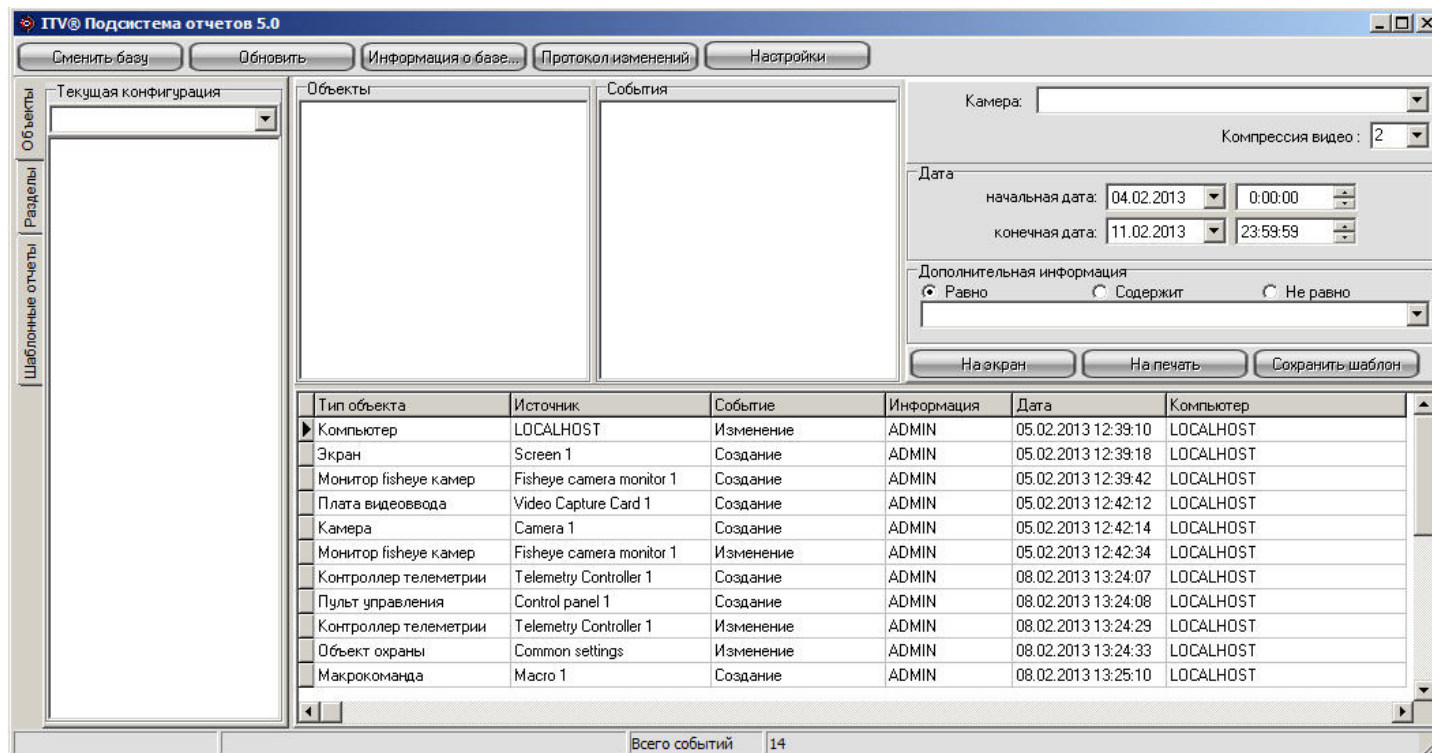 ITV® Подсистема отчетов 5.0
Сменить базу Обновить Информация о базе... Протокол изменений Настройки
Объекты
Разделы
Шаблонные отчеты
Текущая конфигурация
Объекты
События
Камера:
Компрессия видео : 2
Дата
начальная дата: 04.02.2013 0:00:00
конечная дата: 11.02.2013 23:59:59
Дополнительная информация
Равно Содержит Не равно
На экран На печать Сохранить шаблон
Тип объекта Источник Событие Информация Дата Компьютер
Компьютер LOCALHOST Изменение ADMIN 05.02.2013 12:39:10 LOCALHOST
Экран Screen 1 Создание ADMIN 05.02.2013 12:39:18 LOCALHOST
Монитор fisheye камер Fisheye camera monitor 1 Создание ADMIN 05.02.2013 12:39:42 LOCALHOST
Плата видеоввода Video Capture Card 1 Создание ADMIN 05.02.2013 12:42:12 LOCALHOST
Камера Camera 1 Создание ADMIN 05.02.2013 12:42:14 LOCALHOST
Монитор fisheye камер Fisheye camera monitor 1 Изменение ADMIN 05.02.2013 12:42:34 LOCALHOST
Контроллер телеметрии Telemetry Controller 1 Создание ADMIN 08.02.2013 13:24:07 LOCALHOST
Пульт управления Control panel 1 Создание ADMIN 08.02.2013 13:24:08 LOCALHOST
Контроллер телеметрии Telemetry Controller 1 Изменение ADMIN 08.02.2013 13:24:29 LOCALHOST
Объект охраны Common settings Изменение ADMIN 08.02.2013 13:24:33 LOCALHOST
Макрокоманда Macro 1 Создание ADMIN 08.02.2013 13:25:10 LOCALHOST
Всего событий 14